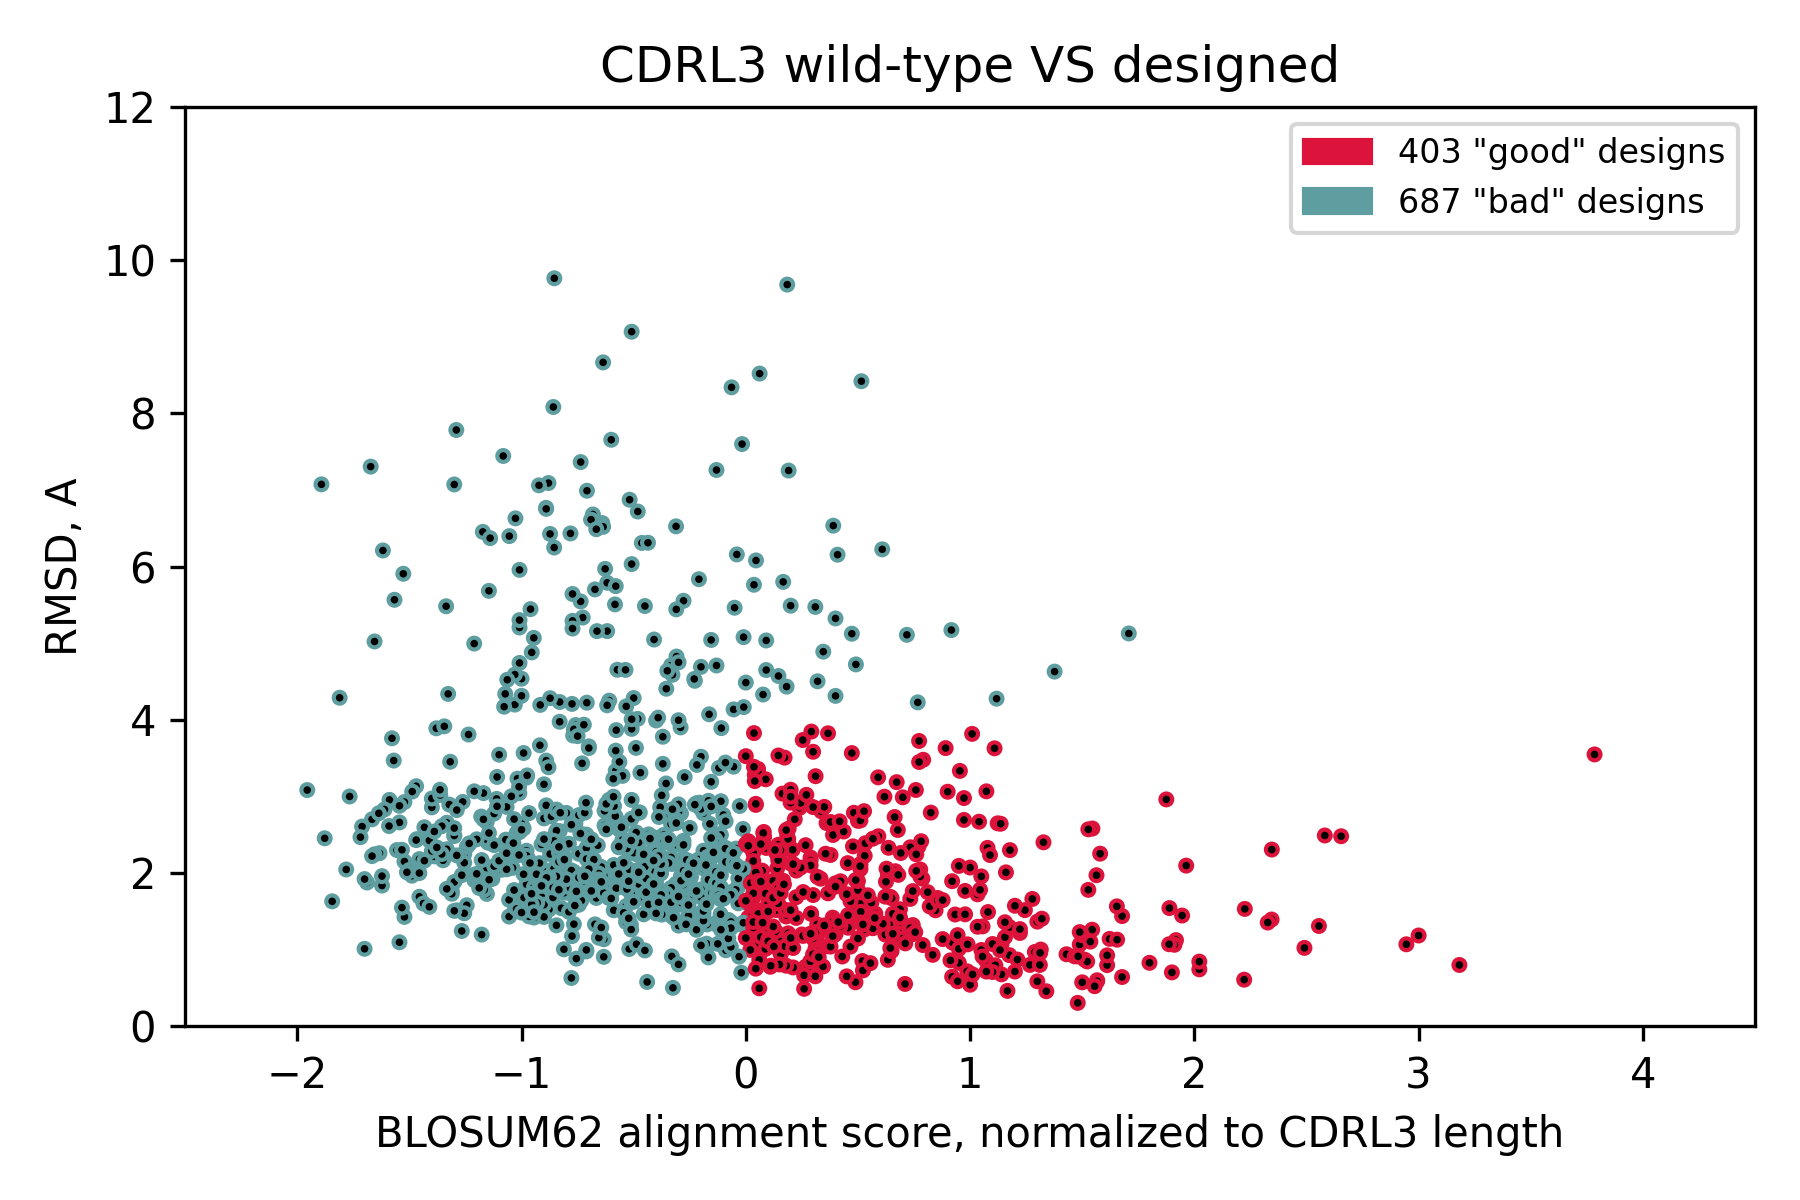 CDRL3 wild-type VS designed
12
10
8
6
4
2
0
RMSD, A
403 "good" designs
687 "bad" designs
−2
−1
0
1
2
3
4
BLOSUM62 alignment score, normalized to CDRL3 length